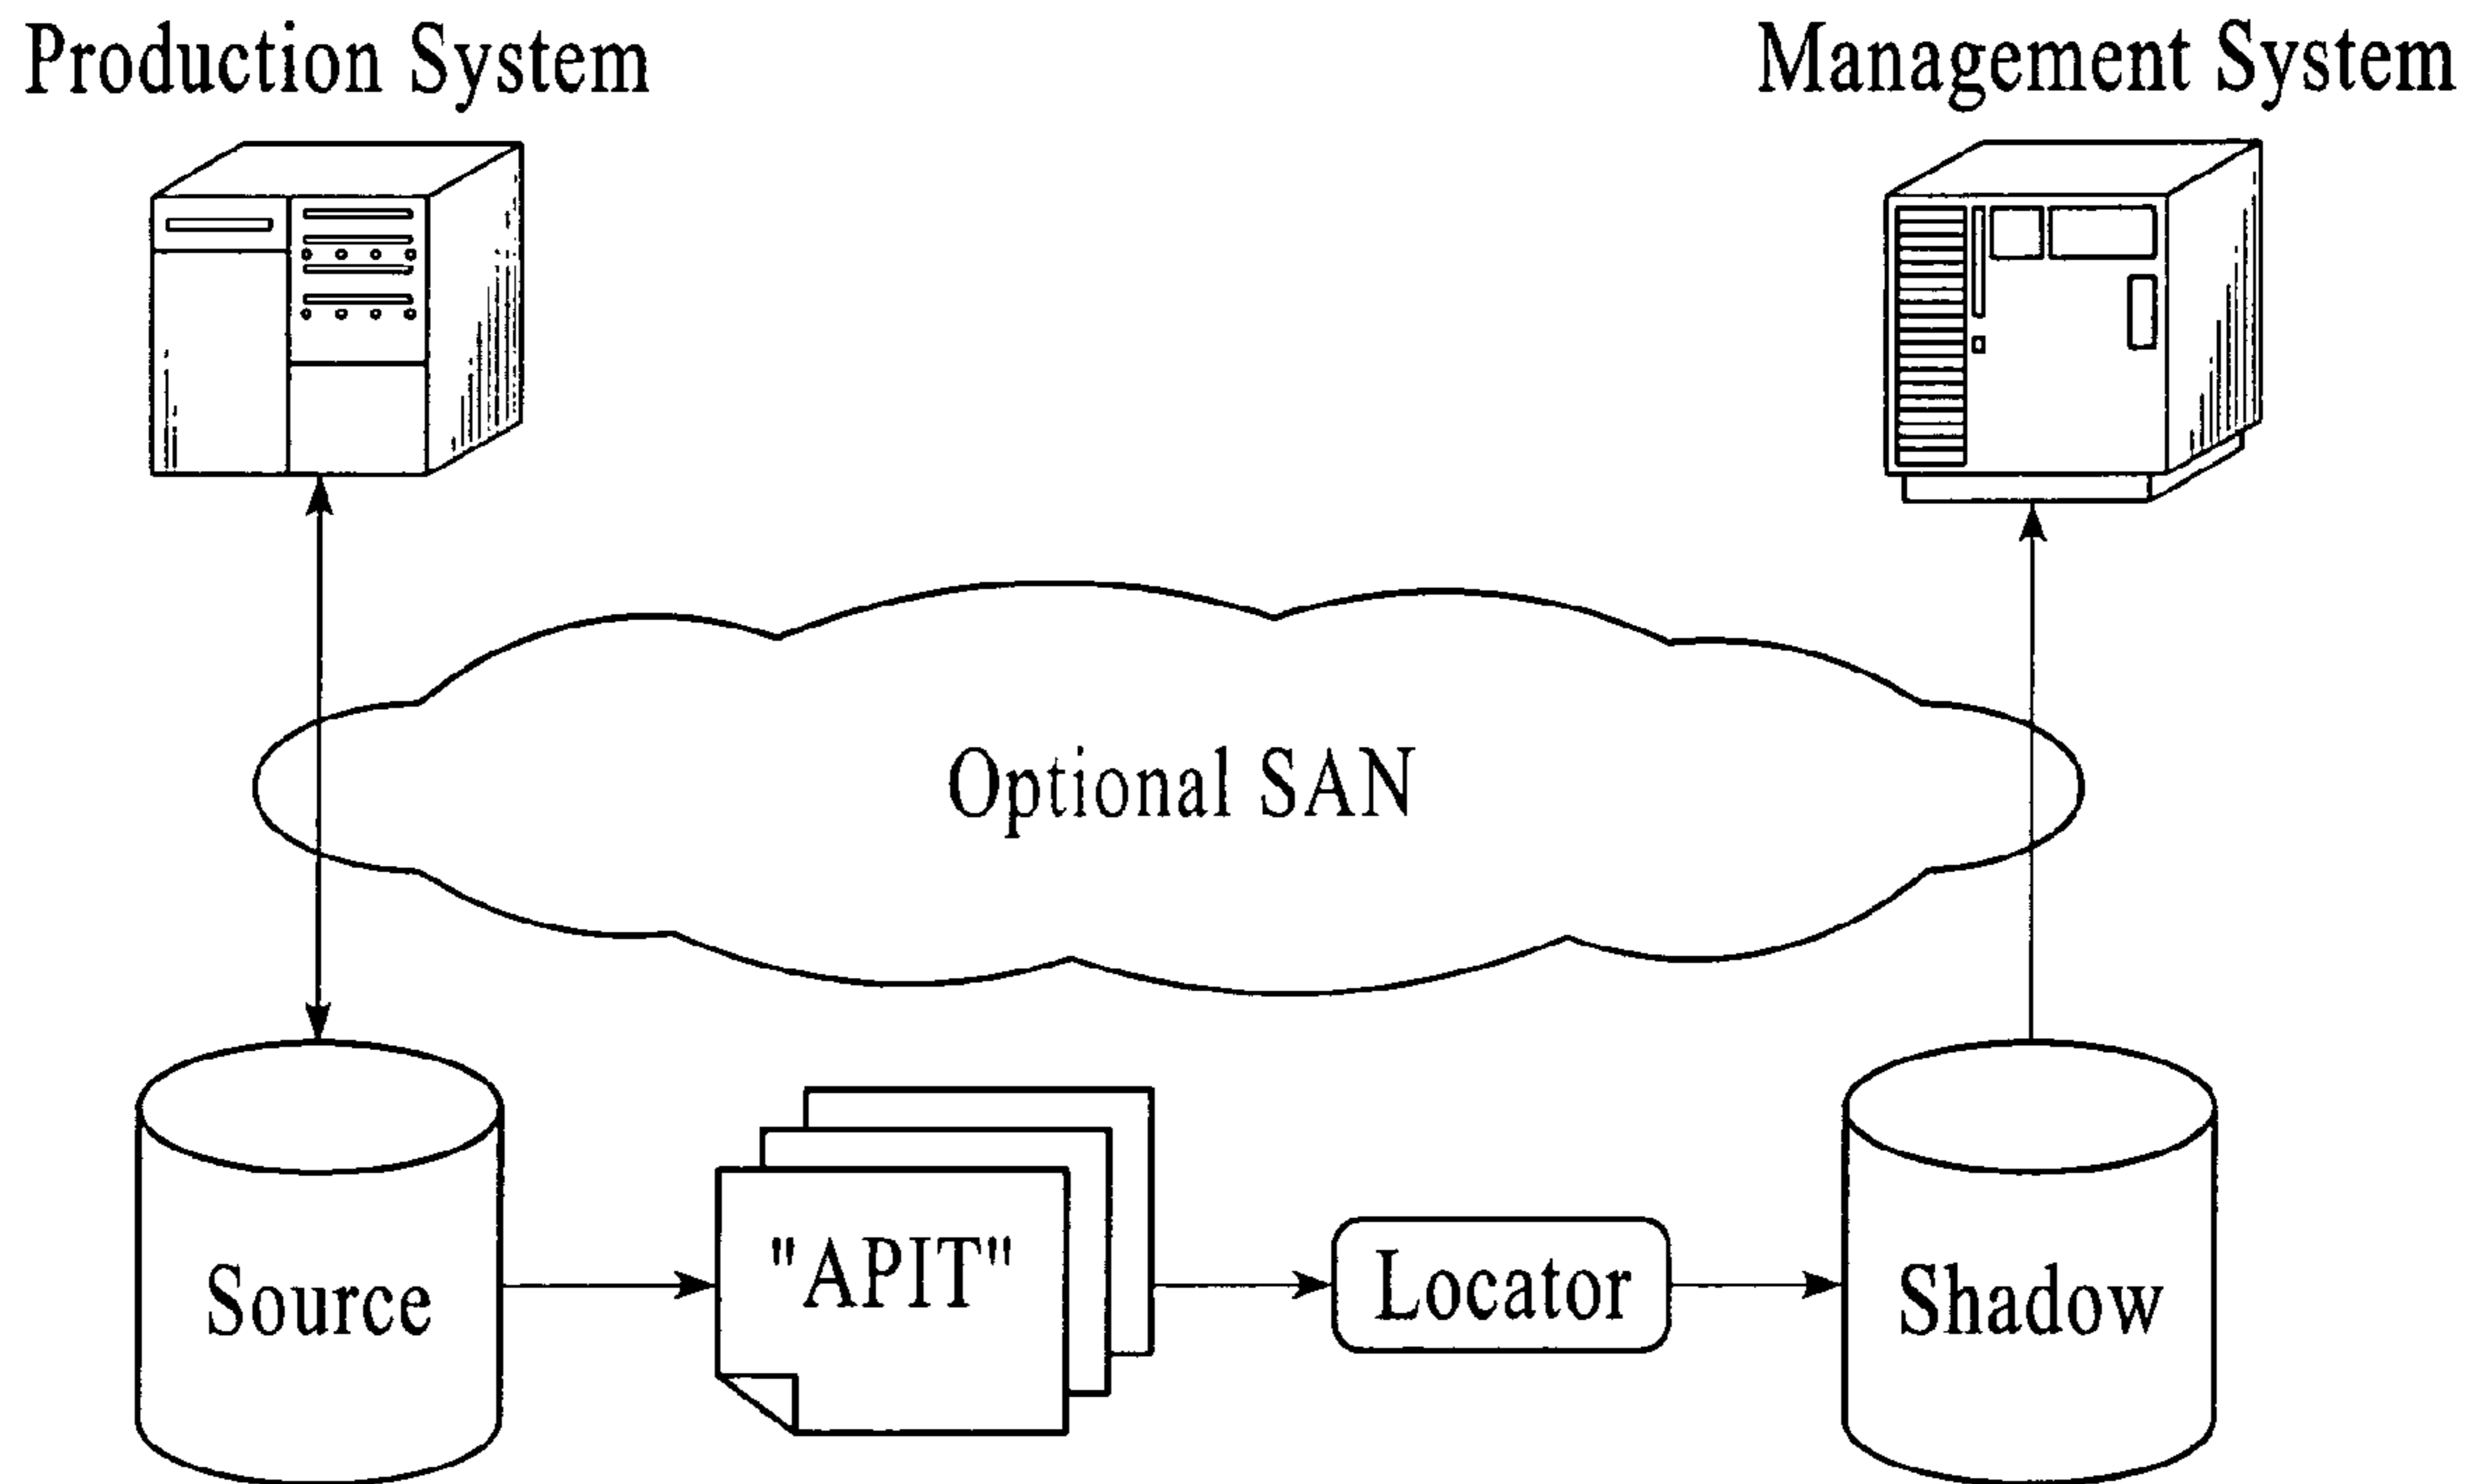 Production System
Management System
Optional SAN
Source
"APIT"
Locator
Shadow